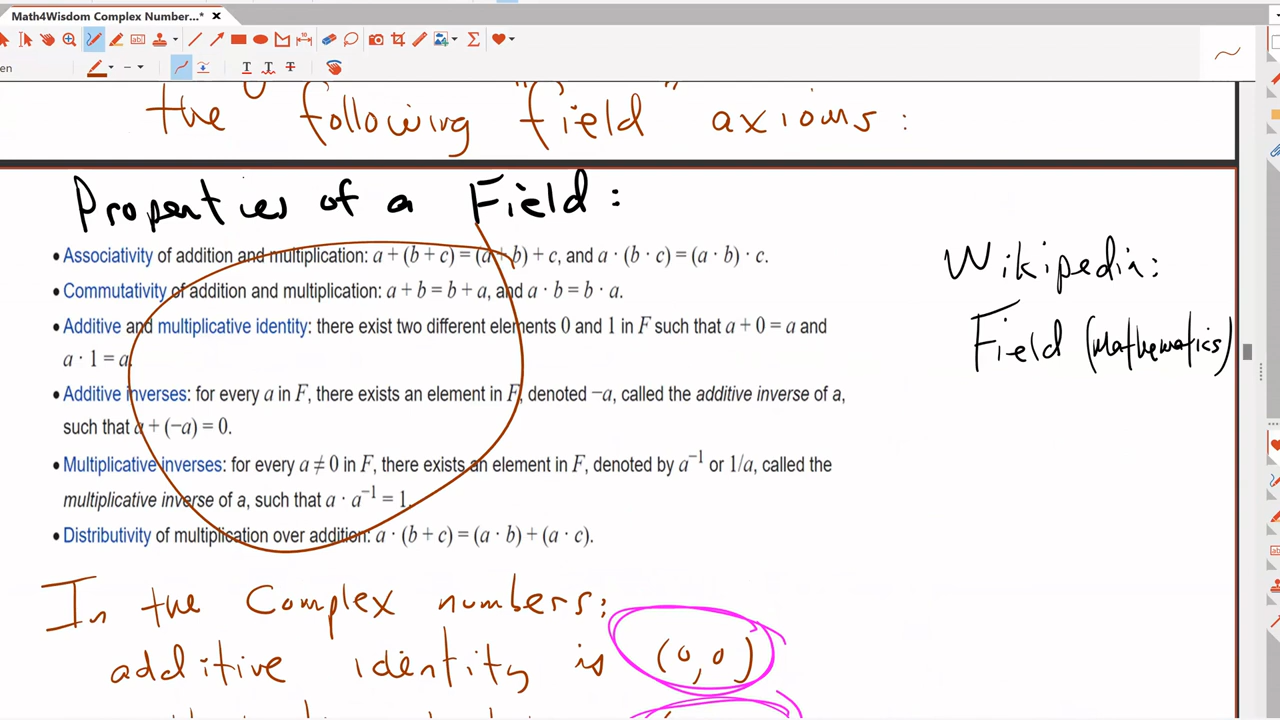 Math4Wisdom Complex Number...* ×
en
the following "field" axioms:
Properties of a Field:
• Associativity of addition and multiplication: a + (b + c) = (a + b) + c, and a · (b · c) = (a · b) · c.
• Commutativity of addition and multiplication: a + b = b + a, and a · b = b · a.
• Additive and multiplicative identity: there exist two different elements 0 and 1 in F such that a + 0 = a and
a · 1 = a.
• Additive inverses: for every a in F, there exists an element in F, denoted −a, called the additive inverse of a,
such that a + (−a) = 0.
• Multiplicative inverses: for every a ≠ 0 in F, there exists an element in F, denoted by a⁻¹ or 1/a, called the
multiplicative inverse of a, such that a · a⁻¹ = 1.
• Distributivity of multiplication over addition: a · (b + c) = (a · b) + (a · c).
Wikipedia:
Field (Mathematics)
In the Complex numbers:
additive identity is (0,0)